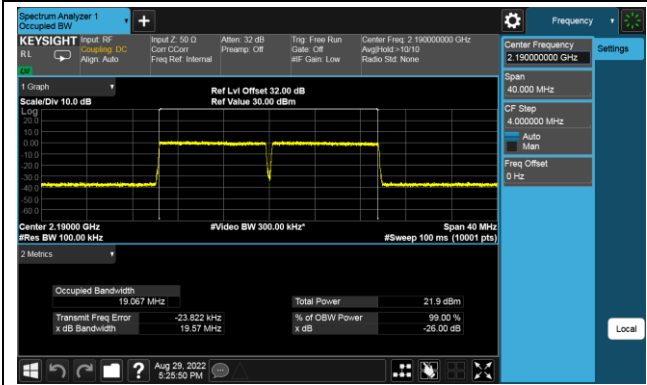 Spectrum Analyzer 1
Occupied BW
Frequency
KEYSIGHT
RL
Input: RF
Coupling: DC
Align: Auto
Input Z: 50 Ω
Corr CCorr
Freq Ref: Internal
Atten: 32 dB
Preamp: Off
Trig: Free Run
Gate: Off
#IF Gain: Low
Center Freq: 2.190000000 GHz
Avg|Hold:>10/10
Radio Std: None
1 Graph
Scale/Div 10.0 dB
Ref Lvl Offset 32.00 dB
Ref Value 30.00 dBm
Log
20.0
10.0
0.00
-10.0
-20.0
-30.0
-40.0
-50.0
-60.0
Center 2.19000 GHz
#Res BW 100.00 kHz
#Video BW 300.00 kHz*
Span 40 MHz
#Sweep 100 ms (10001 pts)
2 Metrics
Occupied Bandwidth
19.067 MHz
Transmit Freq Error -23.822 kHz
x dB Bandwidth 19.57 MHz
Total Power 21.9 dBm
% of OBW Power 99.00 %
x dB -26.00 dB
Center Frequency
2.190000000 GHz
Settings
Span
40.000 MHz
CF Step
4.000000 MHz
Auto
Man
Freq Offset
0 Hz
Local
?
Aug 29, 2022
5:25:50 PM